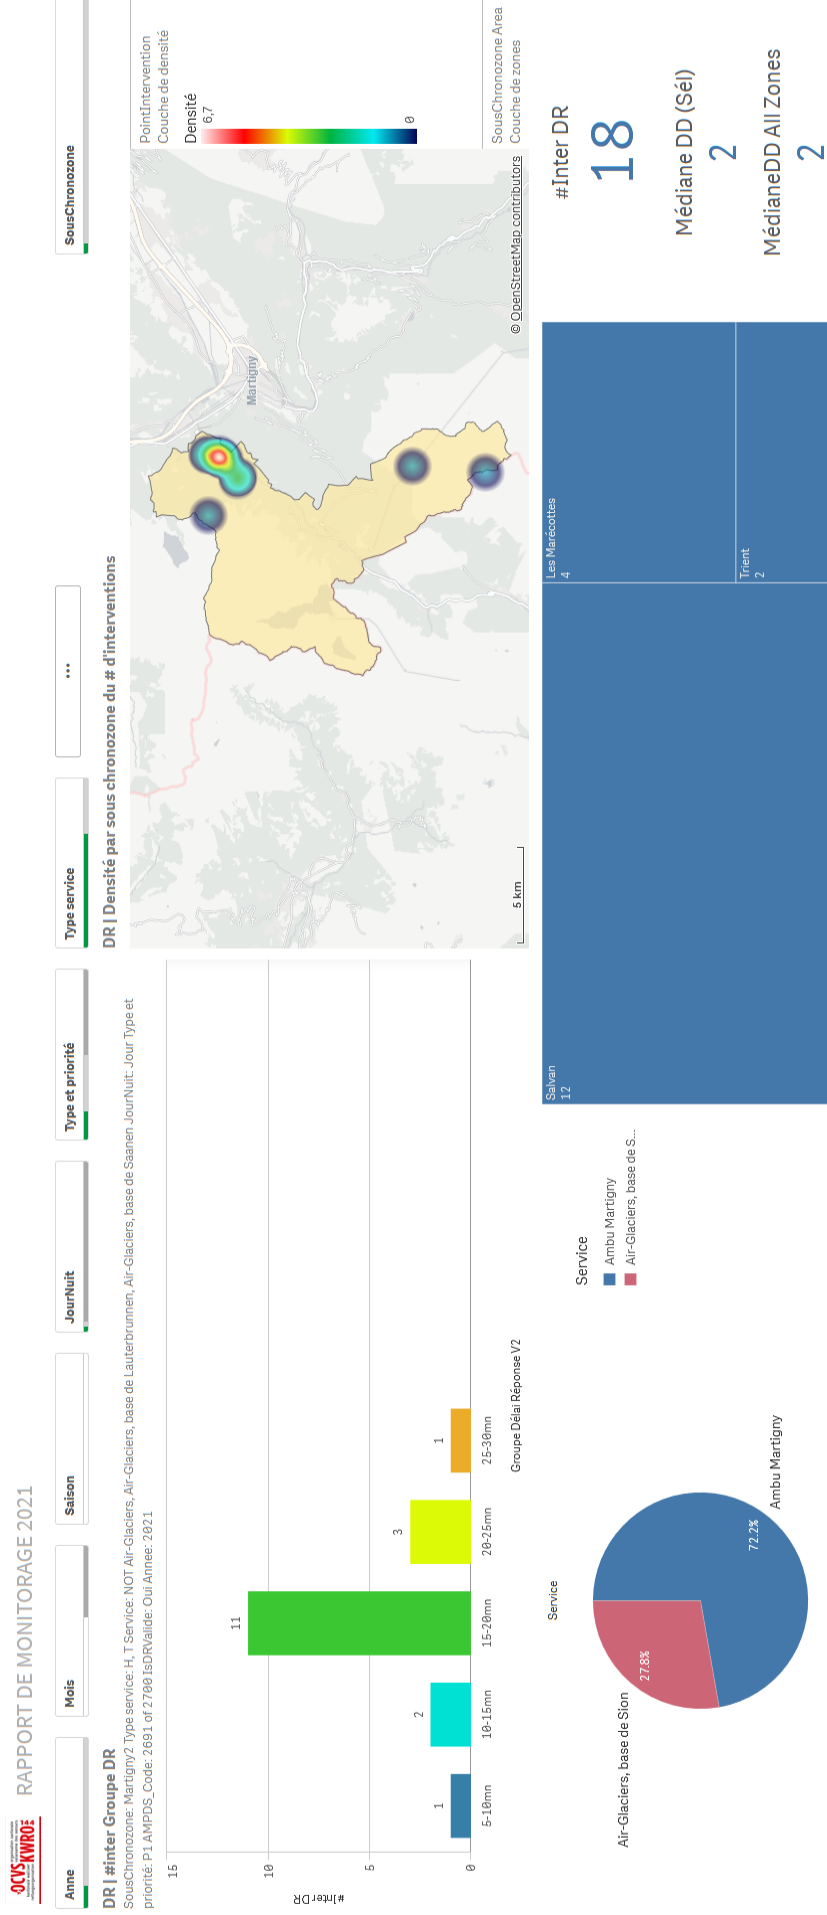 OCVS
KWRO
RAPPORT DE MONITORAGE 2021
Anne
Mois
Saison
JourNuit
Type et priorité
Type service
...
SousChronozone
DR | #inter Groupe DR
SousChronozone: Martigny2 Type service: H, T Service: NOT Air-Glaciers, Air-Glaciers, base de Lauterbrunnen, Air-Glaciers, base de Saanen JourNuit: Jour Type et
priorité: P1 AMPDS_Code: 2691 of 2700 IsDRValide: Oui Annee: 2021
#Inter DR
15
10
5
0
1
2
11
3
1
5-10mn
10-15mn
15-20mn
20-25mn
25-30mn
Groupe Délai Réponse V2
DR | Densité par sous chronozone du # d'interventions
Martigny
5 km
© OpenStreetMap contributors
PointIntervention
Couche de densité
Densité
6,7
0
SousChronozone Area
Couche de zones
Service
Air-Glaciers, base de Sion
27.8%
72.2%
Ambu Martigny
Service
Ambu Martigny
Air-Glaciers, base de S...
Salvan
12
Les Marécottes
4
Trient
2
#Inter DR
18
Médiane DD (Sél)
2
MédianeDD All Zones
2